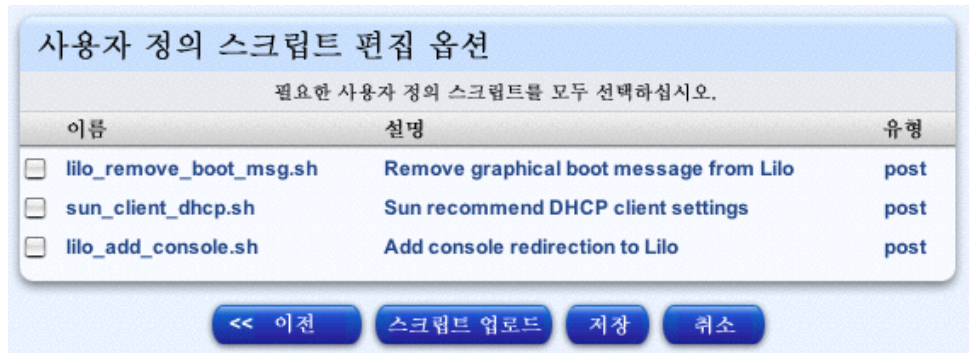 사용자 정의 스크립트 편집 옵션
필요한 사용자 정의 스크립트를 모두 선택하십시오.
이름 설명 유형
lilo_remove_boot_msg.sh Remove graphical boot message from Lilo post
sun_client_dhcp.sh Sun recommend DHCP client settings post
lilo_add_console.sh Add console redirection to Lilo post
<< 이전 스크립트 업로드 저장 취소